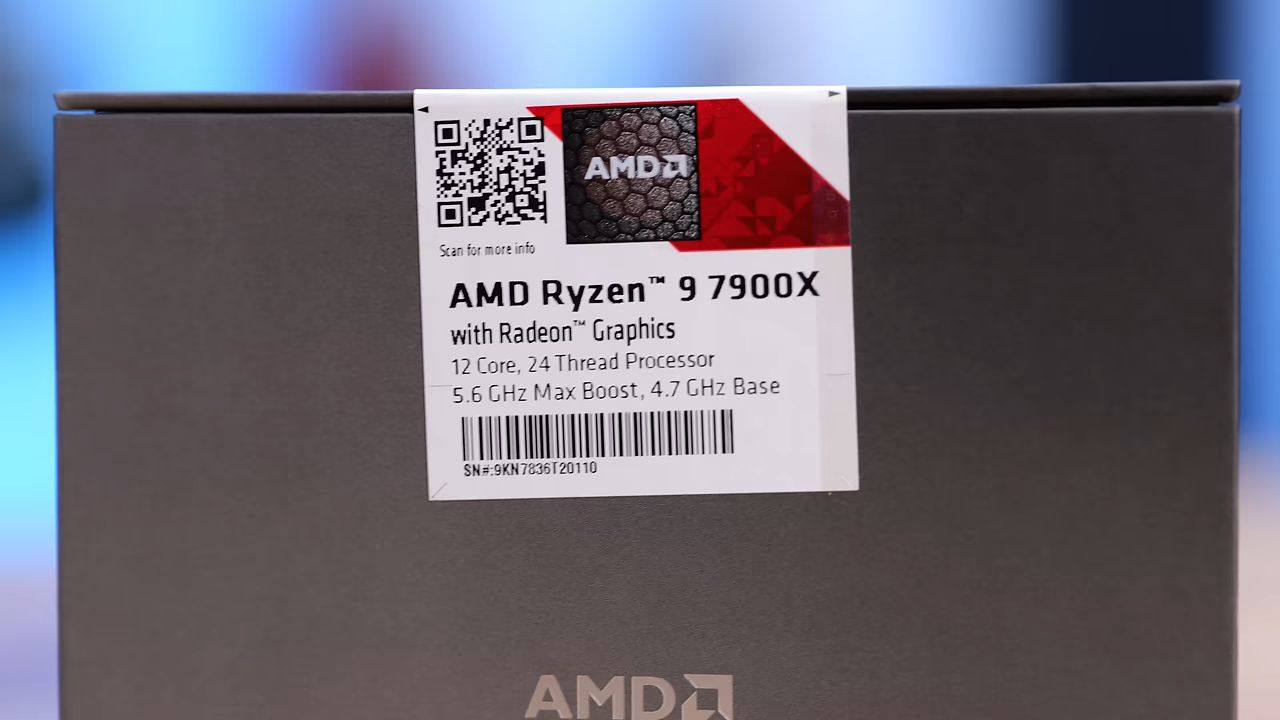 AMD
Scan for more info
AMD Ryzen™ 9 7900X
with Radeon™ Graphics
12 Core, 24 Thread Processor
5.6 GHz Max Boost, 4.7 GHz Base
SN#:9KN7836T20110
AMD